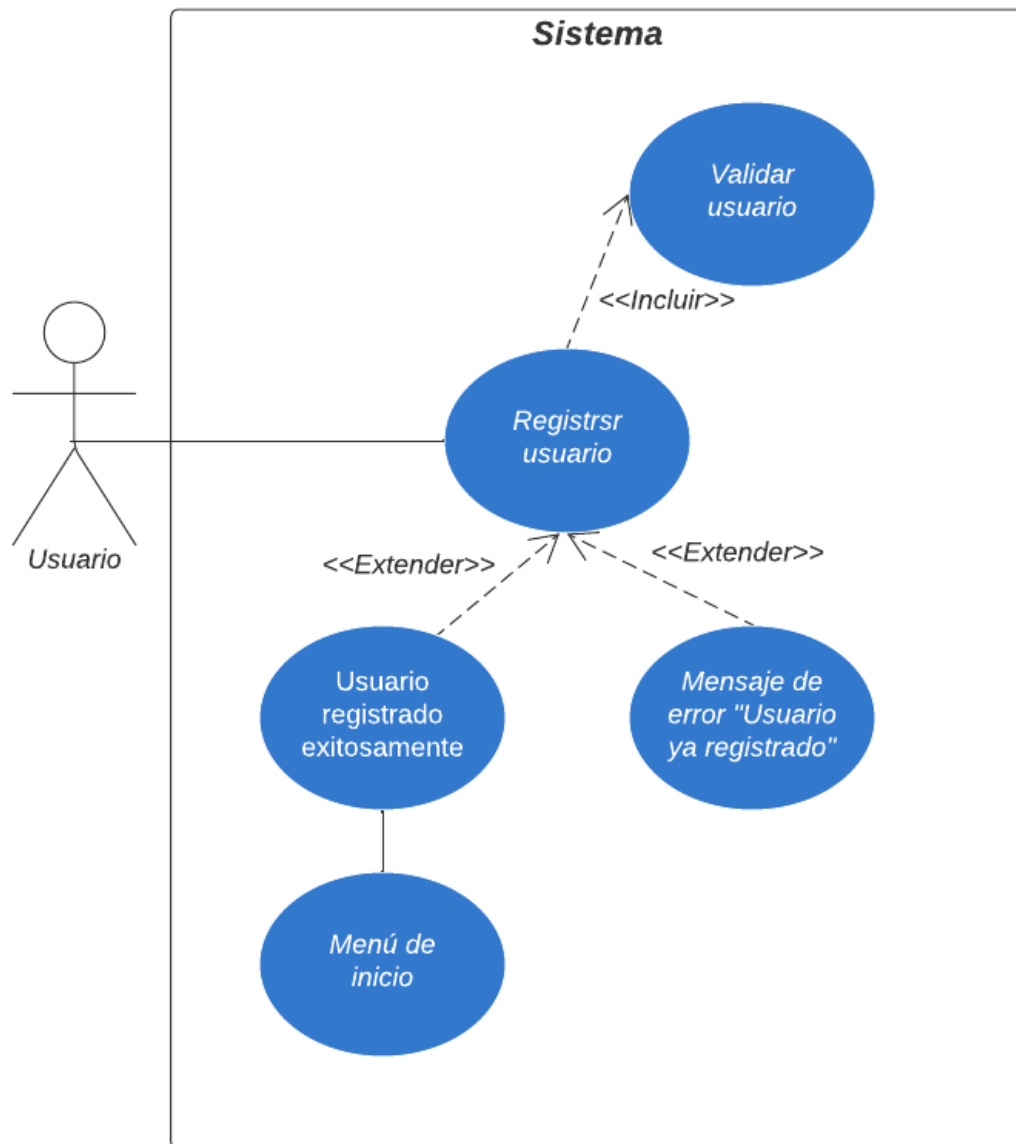 Sistema
Validar
usuario
<<Incluir>>
Registrsr
usuario
Usuario
<<Extender>>
<<Extender>>
Usuario
registrado
exitosamente
Mensaje de
error "Usuario
ya registrado"
Menú de
inicio